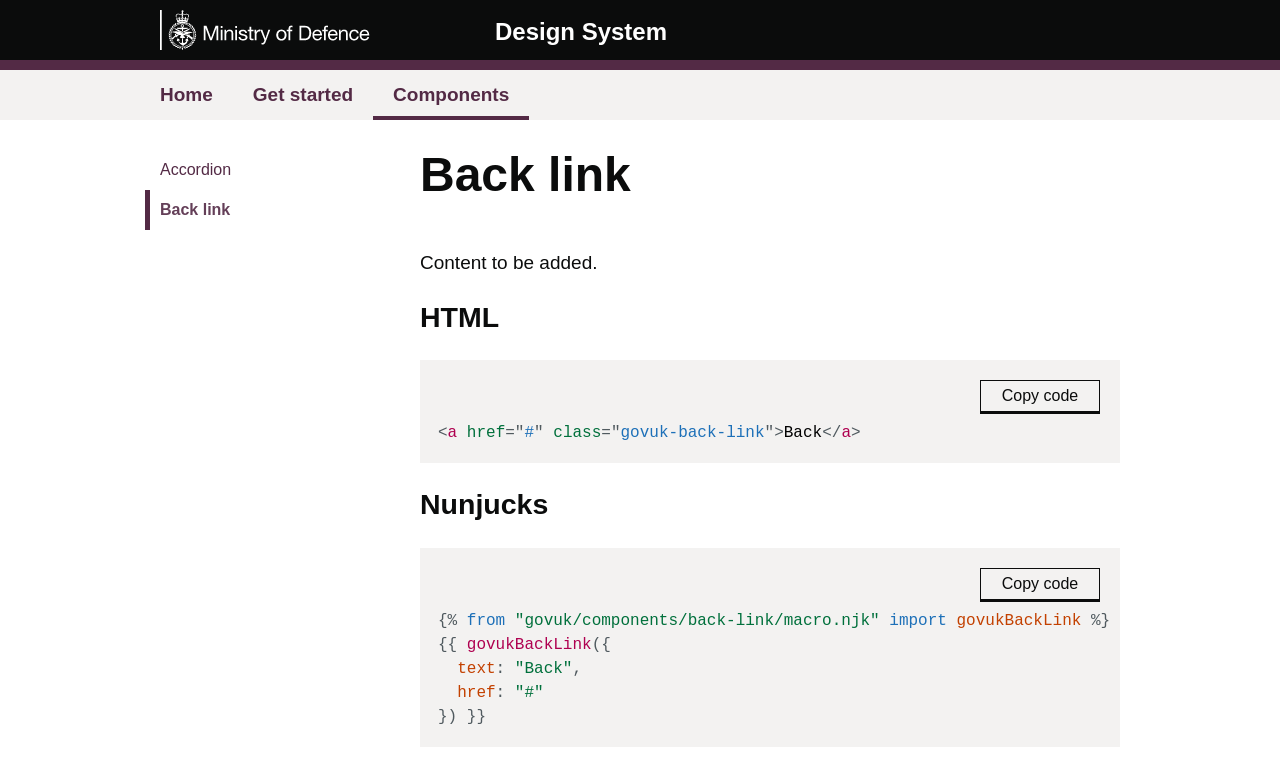 Ministry of Defence
Design System
Home
Get started
Components
Accordion
Back link
Back link
Content to be added.
HTML
Copy code
<a href="#" class="govuk-back-link">Back</a>
Nunjucks
Copy code
{% from "govuk/components/back-link/macro.njk" import govukBackLink %}
{{ govukBackLink({
  text: "Back",
  href: "#"
}) }}